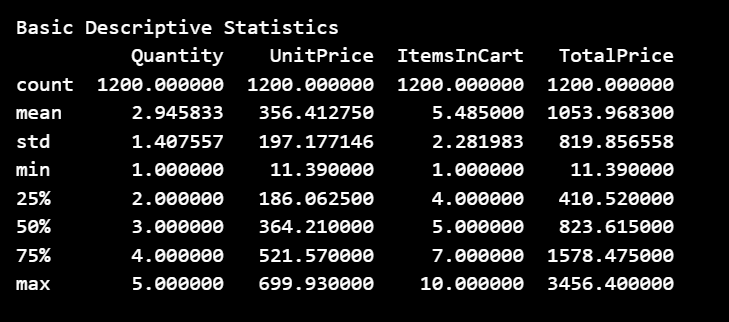 Basic Descriptive Statistics
Quantity UnitPrice ItemsInCart TotalPrice
count 1200.000000 1200.000000 1200.000000 1200.000000
mean 2.945833 356.412750 5.485000 1053.968300
std 1.407557 197.177146 2.281983 819.856558
min 1.000000 11.390000 1.000000 11.390000
25% 2.000000 186.062500 4.000000 410.520000
50% 3.000000 364.210000 5.000000 823.615000
75% 4.000000 521.570000 7.000000 1578.475000
max 5.000000 699.930000 10.000000 3456.400000